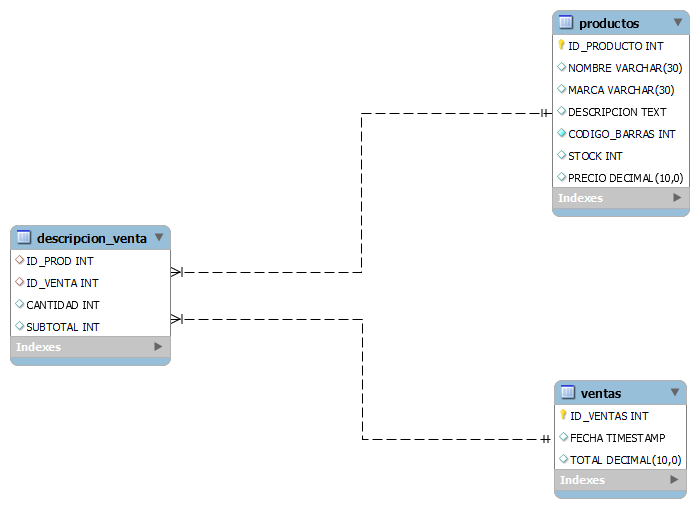 productos
ID_PRODUCTO INT
NOMBRE VARCHAR(30)
MARCA VARCHAR(30)
DESCRIPCION TEXT
CODIGO_BARRAS INT
STOCK INT
PRECIO DECIMAL(10,0)
Indexes
descripcion_venta
ID_PROD INT
ID_VENTA INT
CANTIDAD INT
SUBTOTAL INT
Indexes
ventas
ID_VENTAS INT
FECHA TIMESTAMP
TOTAL DECIMAL(10,0)
Indexes